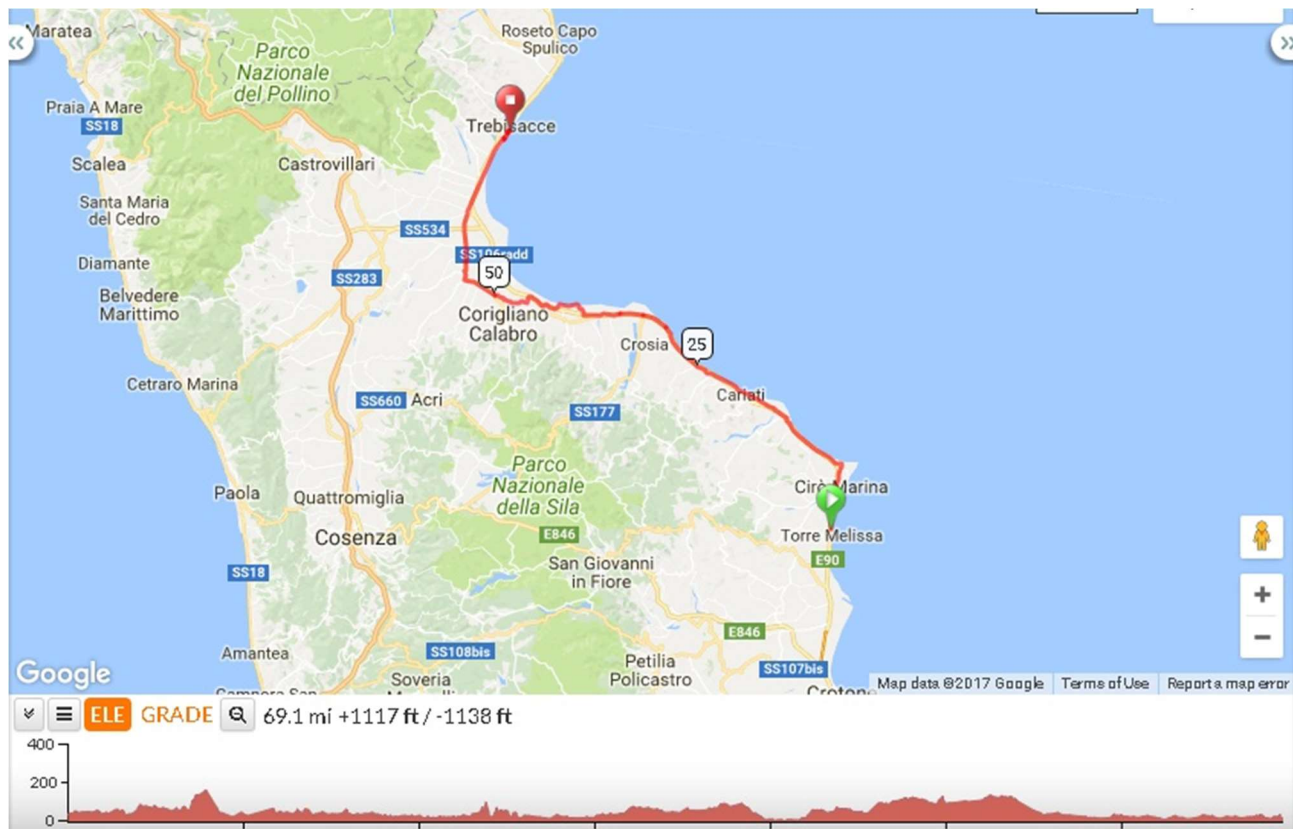 «
»
Maratea
Roseto Capo
Spulico
Parco
Nazionale
del Pollino
Praia A Mare
SS18
Trebisacce
Scalea
Castrovillari
Santa Maria
del Cedro
SS534
SS106radd
Diamante
SS283
50
Belvedere
Marittimo
Corigliano
Calabro
Crosia
25
Cetraro Marina
Cariati
SS660
Acri
SS177
Parco
Nazionale
della Sila
Cirò Marina
Paola
Quattromiglia
Cosenza
E846
Torre Melissa
E90
SS18
San Giovanni
in Fiore
E846
Amantea
SS108bis
Petilia
Policastro
SS107bis
Soveria
Google
Map data ©2017 Google
Terms of Use
Report a map error
ELE GRADE 69.1 mi +1117 ft / -1138 ft
400
200
0